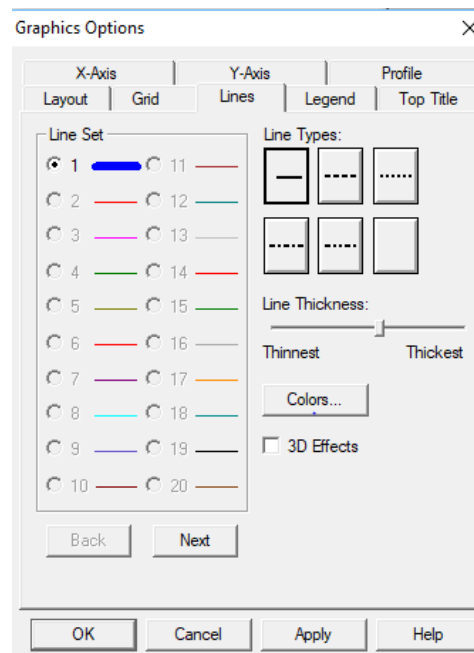 Graphics Options
X-Axis Y-Axis Profile
Layout Grid Lines Legend Top Title
Line Set
1 11
2 12
3 13
4 14
5 15
6 16
7 17
8 18
9 19
10 20
Back Next
Line Types:
Line Thickness:
Thinnest Thickest
Colors...
3D Effects
OK Cancel Apply Help